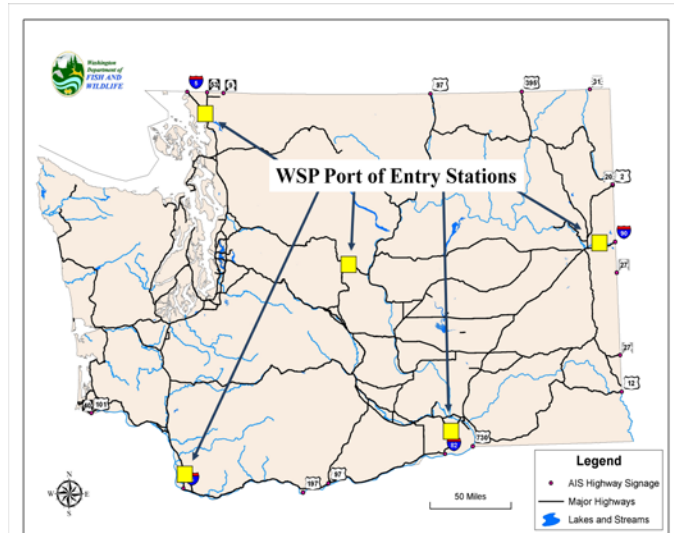 Washington
Department of
FISH AND
WILDLIFE
5
9
97
395
31
WSP Port of Entry Stations
20
2
90
27
27
12
101
82
730
197
97
50 Miles
N
W
E
S
Legend
AIS Highway Signage
Major Highways
Lakes and Streams